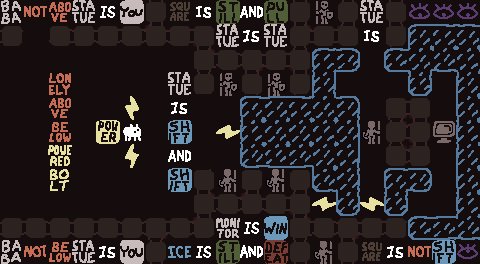 BABA NOT ABOVE STATUE IS YOU SQUARE IS STILL AND PULL STATUE
STATUE IS STATUE IS
LONELY STATUE
ABOVE IS
BELOW POWER SHIFT
POWERED AND
BOLT SHIFT
MONITOR IS WIN
BABA NOT BELOW STATUE IS YOU ICE IS STILL AND DEFEAT SQUARE IS NOT SHIFT